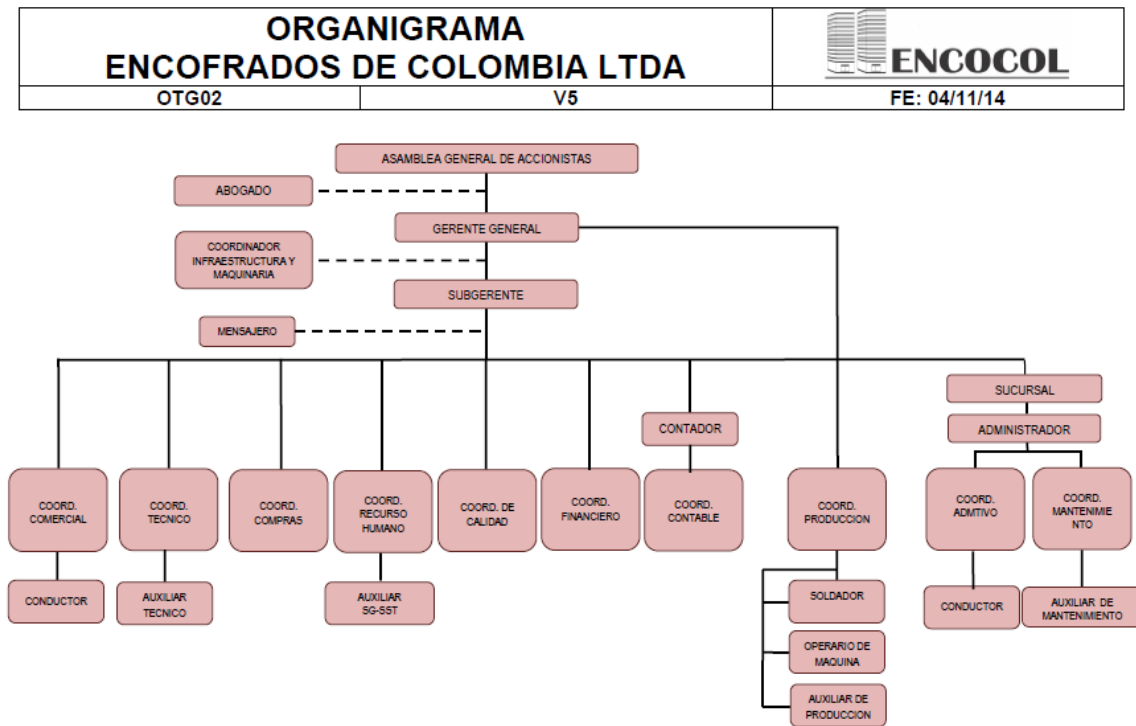 ORGANIGRAMA
ENCOFRADOS DE COLOMBIA LTDA
ENCOCOL
OTG02
V5
FE: 04/11/14
ASAMBLEA GENERAL DE ACCIONISTAS
ABOGADO
GERENTE GENERAL
COORDINADOR
INFRAESTRUCTURA Y
MAQUINARIA
SUBGERENTE
MENSAJERO
SUCURSAL
CONTADOR
ADMINISTRADOR
COORD.
COMERCIAL
COORD.
TECNICO
COORD.
COMPRAS
COORD.
RECURSO
HUMANO
COORD. DE
CALIDAD
COORD.
FINANCIERO
COORD.
CONTABLE
COORD.
PRODUCCION
COORD.
ADMTIVO
COORD.
MANTENIMIE
NTO
CONDUCTOR
AUXILIAR
TECNICO
AUXILIAR
SG-SST
SOLDADOR
CONDUCTOR
AUXILIAR DE
MANTENIMIENTO
OPERARIO DE
MAQUINA
AUXILIAR DE
PRODUCCION